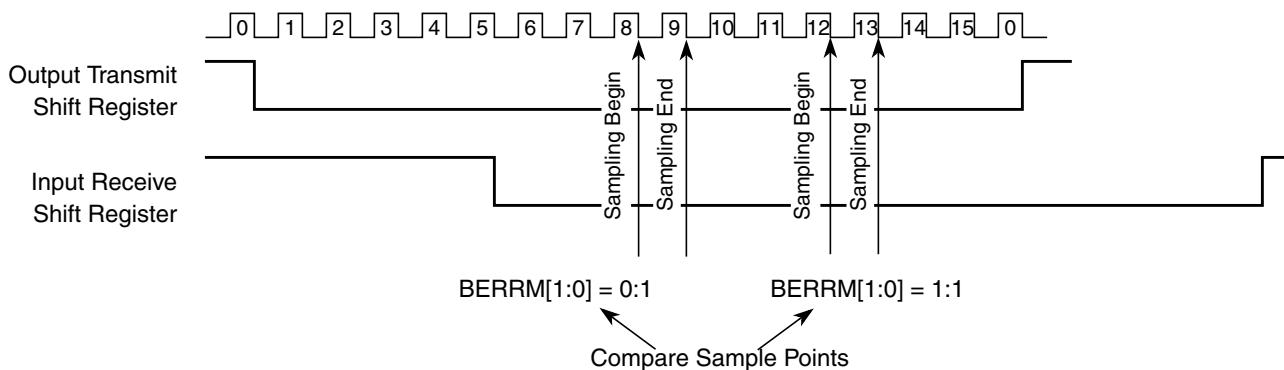 0 1 2 3 4 5 6 7 8 9 10 11 12 13 14 15 0
Output Transmit
Shift Register
Input Receive
Shift Register
Sampling Begin
Sampling End
Sampling Begin
Sampling End
BERRM[1:0] = 0:1
BERRM[1:0] = 1:1
Compare Sample Points